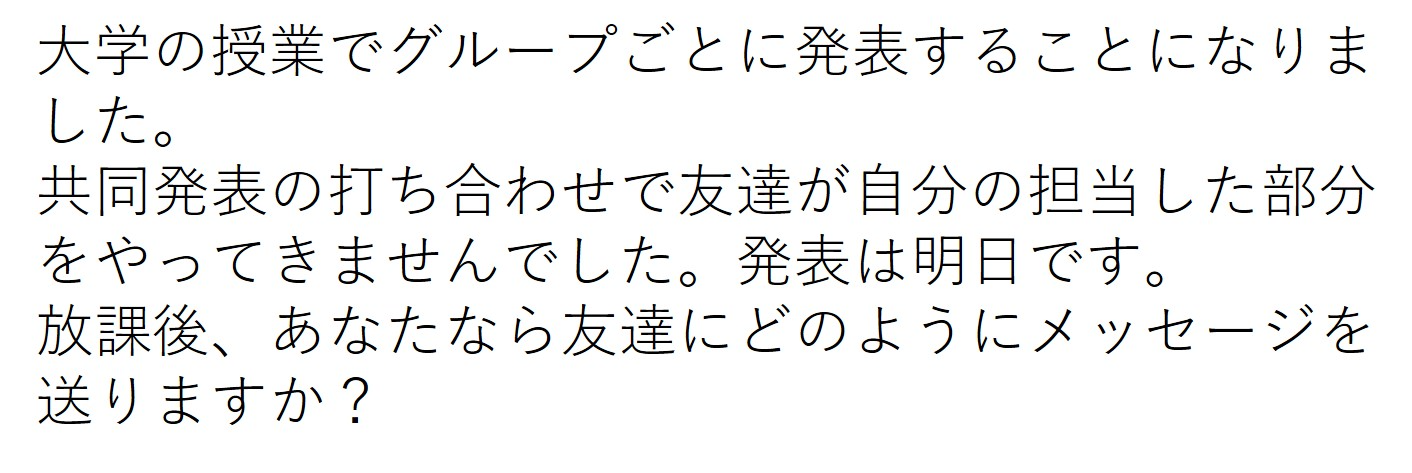 大学の授業でグループごとに発表することになりま
した。
共同発表の打ち合わせで友達が自分の担当した部分
をやってきませんでした。発表は明日です。
放課後、あなたなら友達にどのようにメッセージを
送りますか？